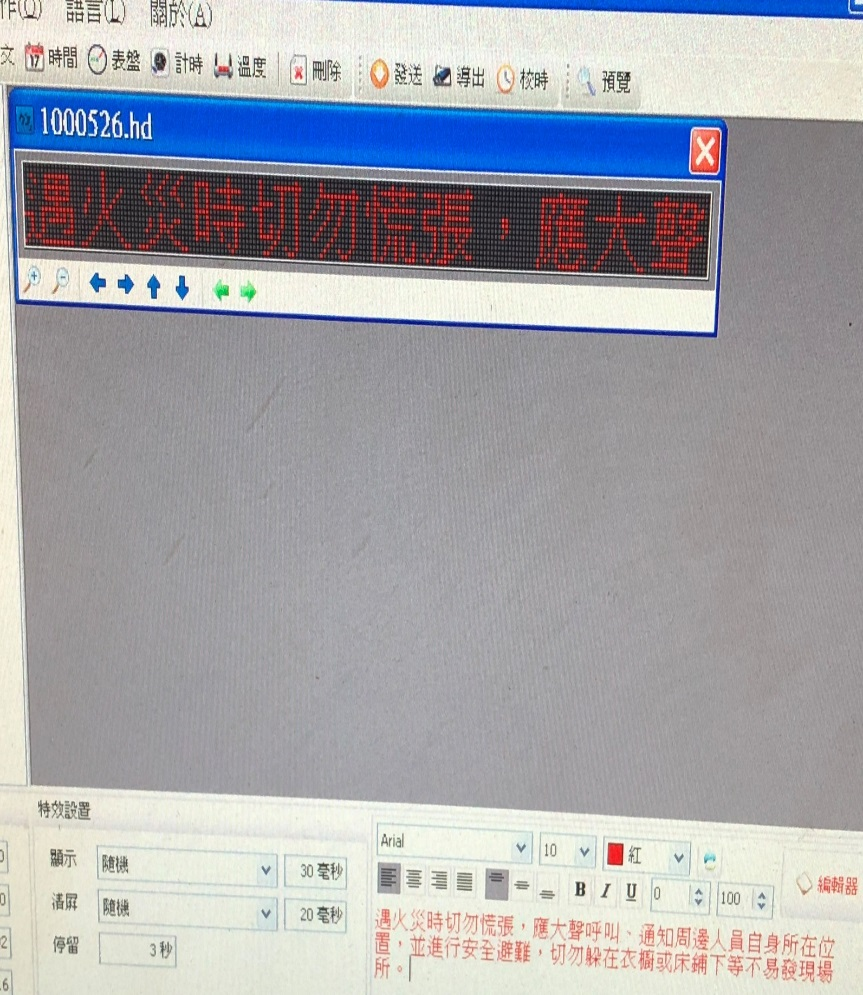 作(O) 語言(L) 關於(A)
文 時間 表盤 計時 溫度 刪除 發送 導出 校時 預覽
1000526.hd
遇火災時切勿慌張，應大聲
特效設置
顯示 隨機 30 毫秒
清屏 隨機 20 毫秒
停留 3 秒
Arial 10 紅
B I U 0 100 編輯器
遇火災時切勿慌張，應大聲呼叫、通知周邊人員自身所在位
置，並進行安全避難，切勿躲在衣櫥或床鋪下等不易發現場
所。